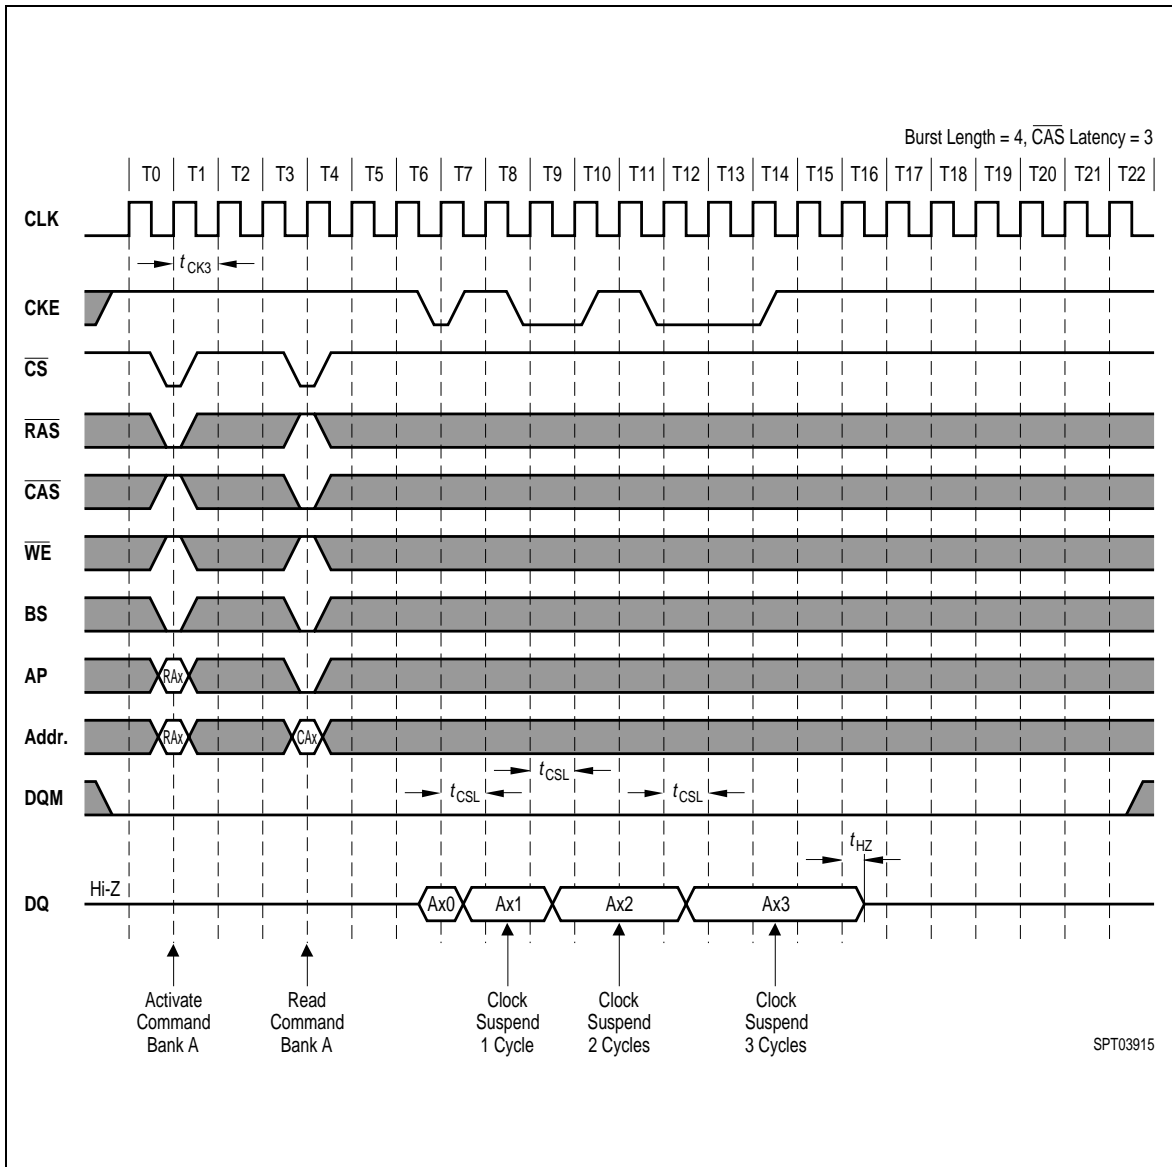 Burst Length = 4, CAS Latency = 3
T0 T1 T2 T3 T4 T5 T6 T7 T8 T9 T10 T11 T12 T13 T14 T15 T16 T17 T18 T19 T20 T21 T22
CLK
tCK3
CKE
CS
RAS
CAS
WE
BS
AP
RAx
Addr.
RAx CAx
tCSL
DQM
tCSL tCSL
tHZ
DQ
Hi-Z
Ax0 Ax1 Ax2 Ax3
Activate
Command
Bank A
Read
Command
Bank A
Clock
Suspend
1 Cycle
Clock
Suspend
2 Cycles
Clock
Suspend
3 Cycles
SPT03915